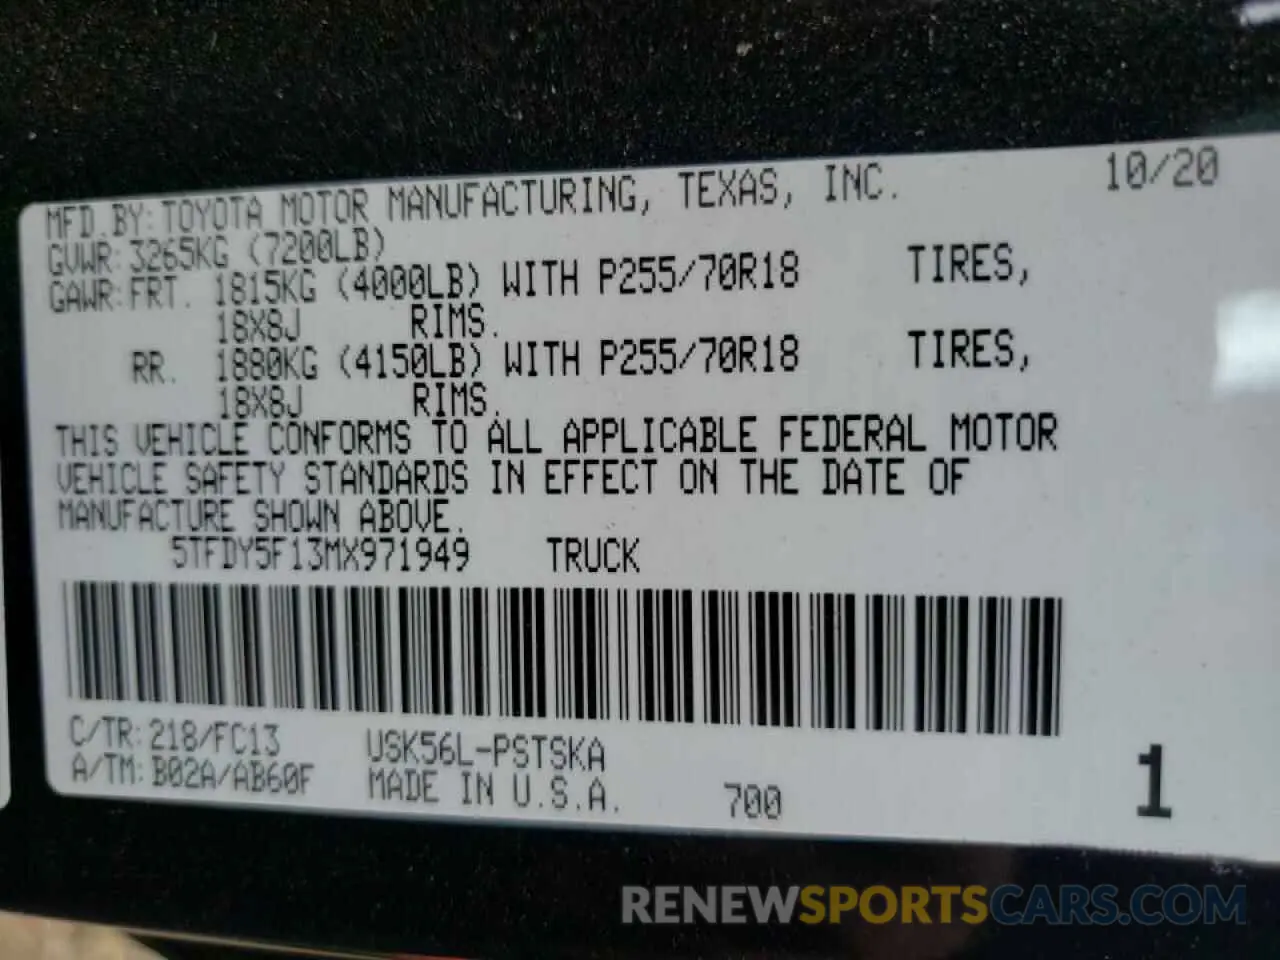 MFD. BY: TOYOTA MOTOR MANUFACTURING, TEXAS, INC. 10/20
GVWR: 3265KG (7200LB)
GAWR: FRT. 1815KG (4000LB) WITH P255/70R18 TIRES,
18X8J RIMS.
RR. 1880KG (4150LB) WITH P255/70R18 TIRES,
18X8J RIMS.
THIS VEHICLE CONFORMS TO ALL APPLICABLE FEDERAL MOTOR
VEHICLE SAFETY STANDARDS IN EFFECT ON THE DATE OF
MANUFACTURE SHOWN ABOVE.
5TFDY5F13MX971949 TRUCK
C/TR: 218/FC13 USK56L-PSTSKA
A/TM: B02A/AB60F MADE IN U.S.A. 700 1
RENEWSPORTSCARS.COM